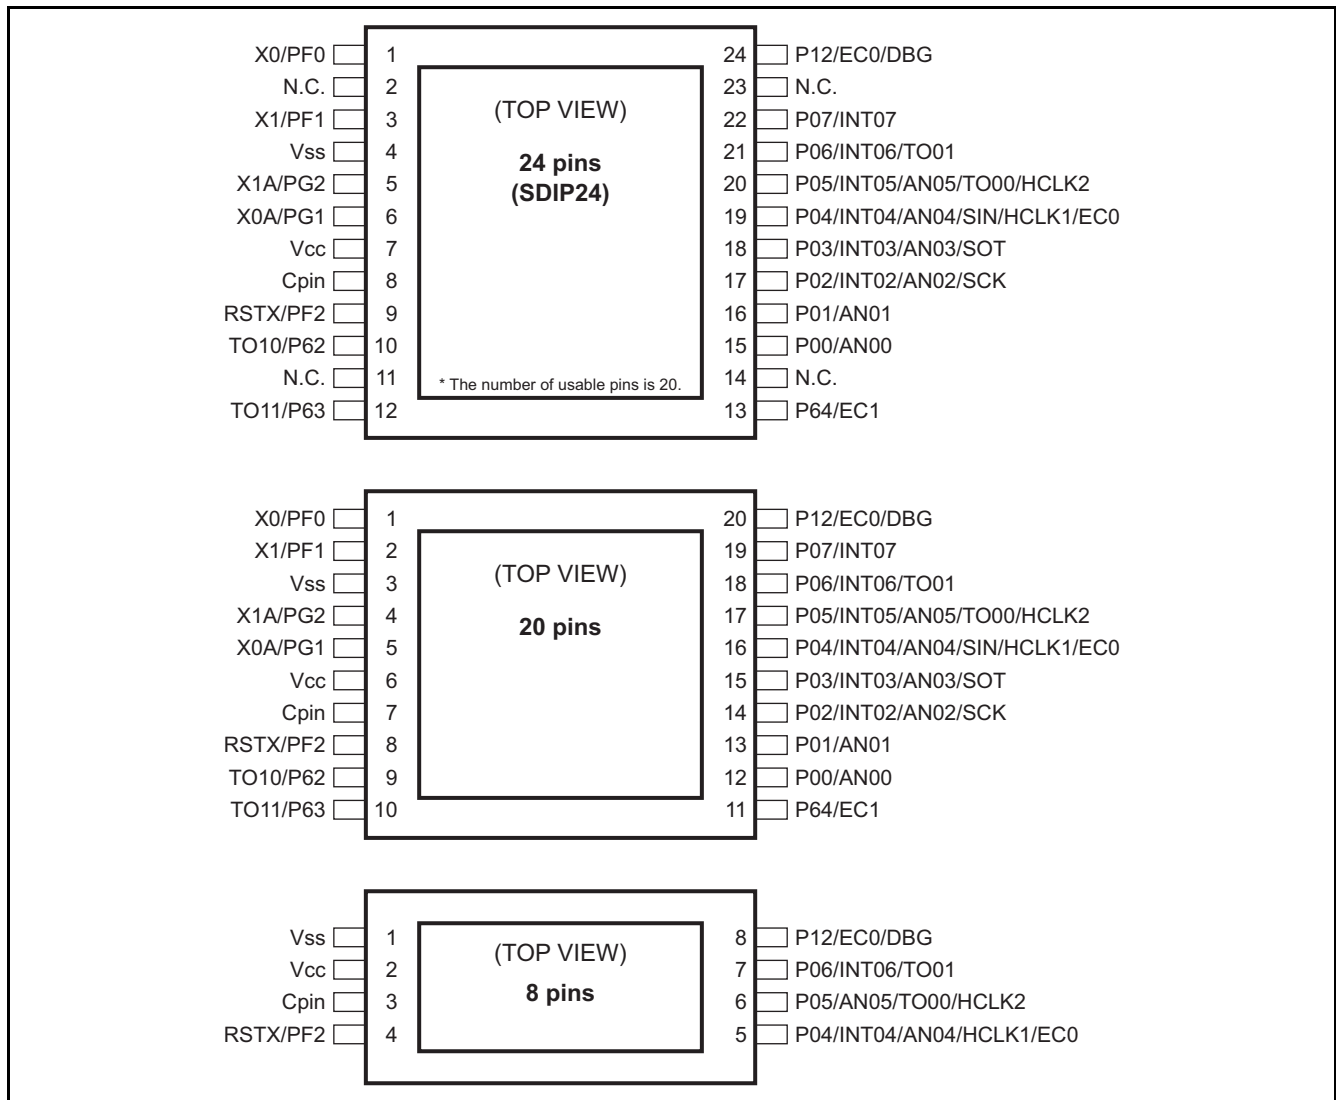 X0/PF0 1 24 P12/EC0/DBG
N.C. 2 23 N.C.
X1/PF1 3 (TOP VIEW) 22 P07/INT07
Vss 4 24 pins 21 P06/INT06/TO01
X1A/PG2 5 (SDIP24) 20 P05/INT05/AN05/TO00/HCLK2
X0A/PG1 6 19 P04/INT04/AN04/SIN/HCLK1/EC0
Vcc 7 18 P03/INT03/AN03/SOT
Cpin 8 17 P02/INT02/AN02/SCK
RSTX/PF2 9 16 P01/AN01
TO10/P62 10 15 P00/AN00
N.C. 11 * The number of usable pins is 20. 14 N.C.
TO11/P63 12 13 P64/EC1
X0/PF0 1 20 P12/EC0/DBG
X1/PF1 2 19 P07/INT07
Vss 3 (TOP VIEW) 18 P06/INT06/TO01
X1A/PG2 4 20 pins 17 P05/INT05/AN05/TO00/HCLK2
X0A/PG1 5 16 P04/INT04/AN04/SIN/HCLK1/EC0
Vcc 6 15 P03/INT03/AN03/SOT
Cpin 7 14 P02/INT02/AN02/SCK
RSTX/PF2 8 13 P01/AN01
TO10/P62 9 12 P00/AN00
TO11/P63 10 11 P64/EC1
Vss 1 (TOP VIEW) 8 P12/EC0/DBG
Vcc 2 8 pins 7 P06/INT06/TO01
Cpin 3 6 P05/AN05/TO00/HCLK2
RSTX/PF2 4 5 P04/INT04/AN04/HCLK1/EC0